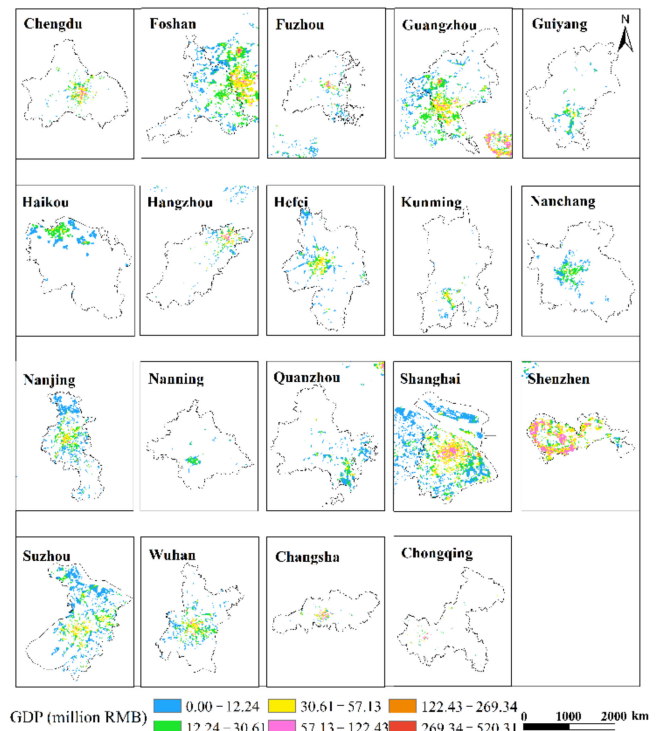 Chengdu Foshan Fuzhou Guangzhou Guiyang N
Haikou Hangzhou Hefei Kunming Nanchang
Nanjing Nanning Quanzhou Shanghai Shenzhen
Suzhou Wuhan Changsha Chongqing
GDP (million RMB) 0.00 – 12.24 30.61 – 57.13 122.43 – 269.34 0 1000 2000 km
12.24 – 30.61 57.13 – 122.43 269.34 – 520.31